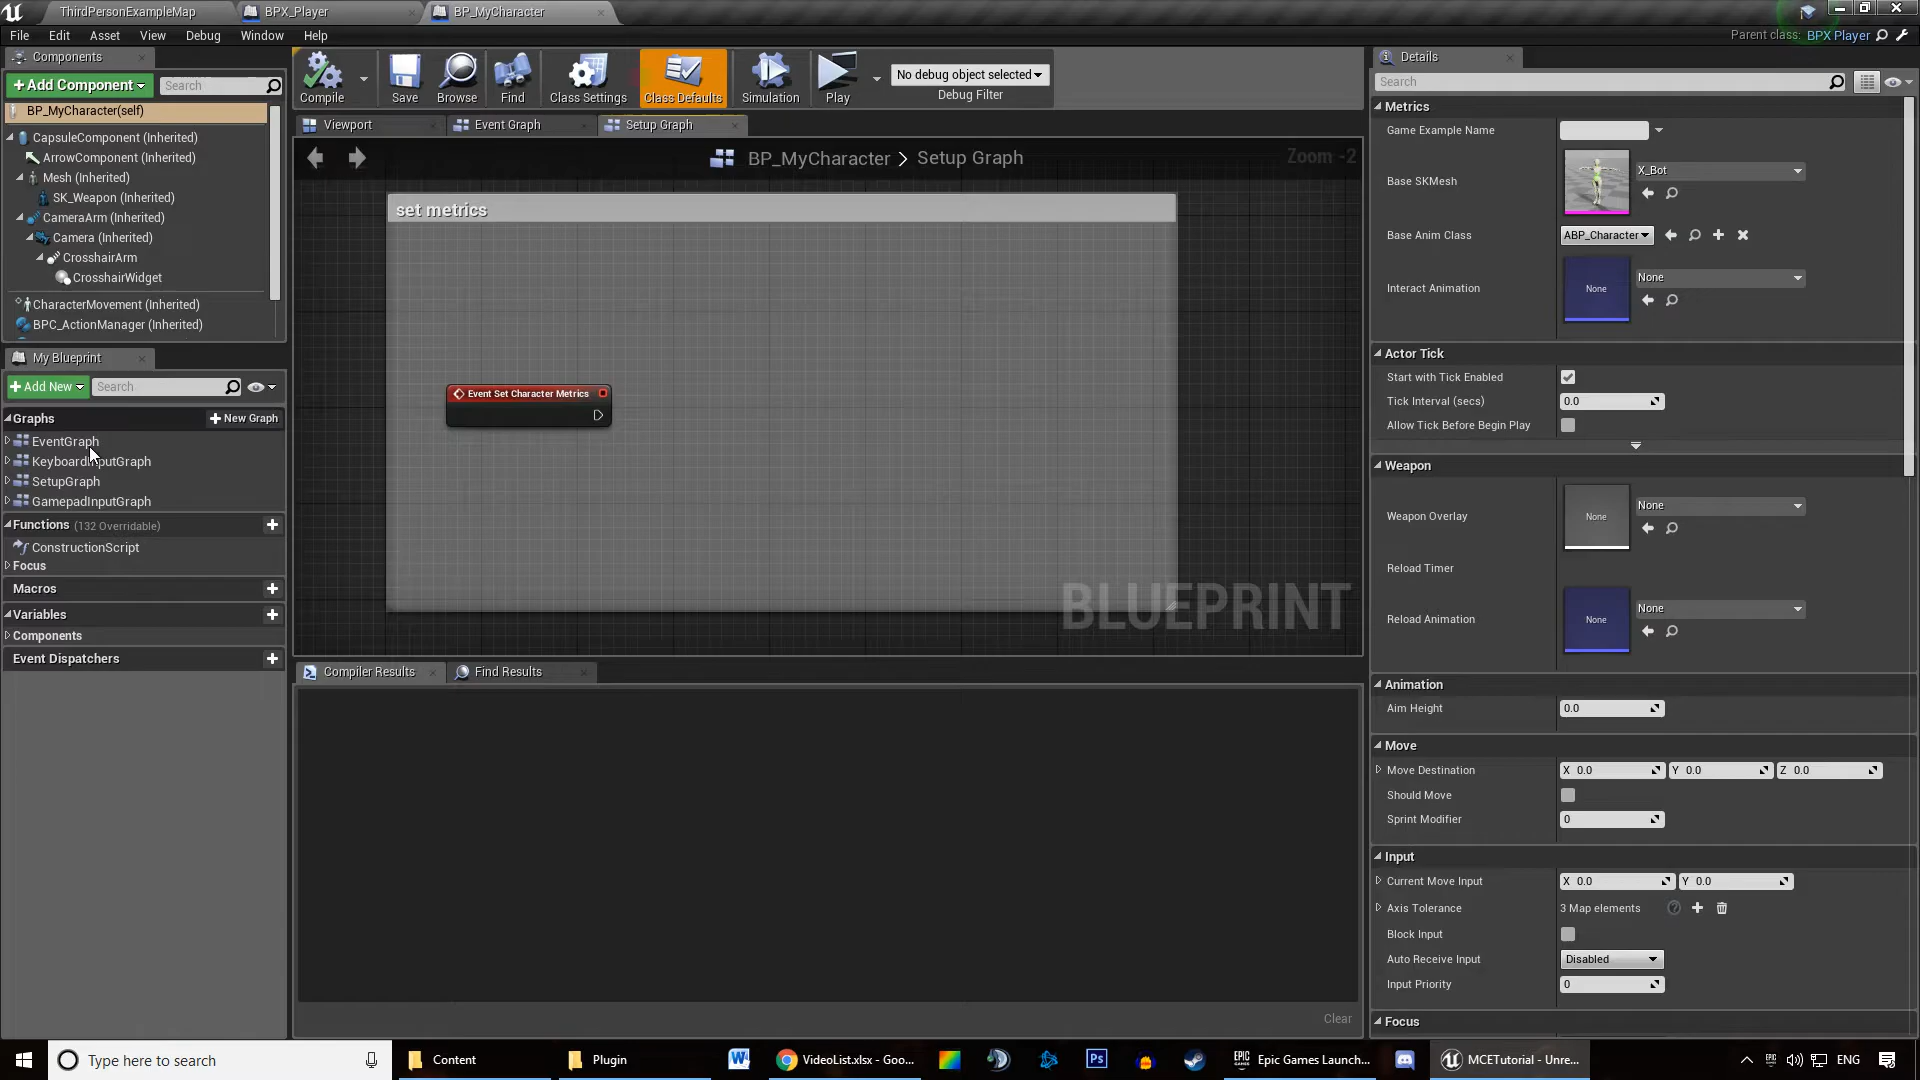 ThirdPersonExampleMap
BPX_Player
BP_MyCharacter
File Edit Asset View Debug Window Help
Parent class: BPX Player
Components
+Add Component
Search
BP_MyCharacter(self)
CapsuleComponent (Inherited)
ArrowComponent (Inherited)
Mesh (Inherited)
SK_Weapon (Inherited)
CameraArm (Inherited)
Camera (Inherited)
CrosshairArm
CrosshairWidget
CharacterMovement (Inherited)
BPC_ActionManager (Inherited)
My Blueprint
+Add New
Search
Graphs
+New Graph
EventGraph
KeyboardInputGraph
SetupGraph
GamepadInputGraph
Functions (132 Overridable)
ConstructionScript
Focus
Macros
Variables
Components
Event Dispatchers
Compile
Save
Browse
Find
Class Settings
Class Defaults
Simulation
Play
No debug object selected
Debug Filter
Viewport
Event Graph
Setup Graph
BP_MyCharacter > Setup Graph
Zoom -2
set metrics
Event Set Character Metrics
BLUEPRINT
Compiler Results
Find Results
Clear
Details
Search
Metrics
Game Example Name
Base SKMesh
X_Bot
Base Anim Class
ABP_Character
Interact Animation
None
None
Actor Tick
Start with Tick Enabled
Tick Interval (secs)
0.0
Allow Tick Before Begin Play
Weapon
Weapon Overlay
None
None
Reload Timer
Reload Animation
None
None
Animation
Aim Height
0.0
Move
Move Destination
X 0.0
Y 0.0
Z 0.0
Should Move
Sprint Modifier
0
Input
Current Move Input
X 0.0
Y 0.0
Axis Tolerance
3 Map elements
Block Input
Auto Receive Input
Disabled
Input Priority
0
Focus
Type here to search
Content
Plugin
VideoList.xlsx - Goo...
Epic Games Launch...
MCETutorial - Unre...
ENG